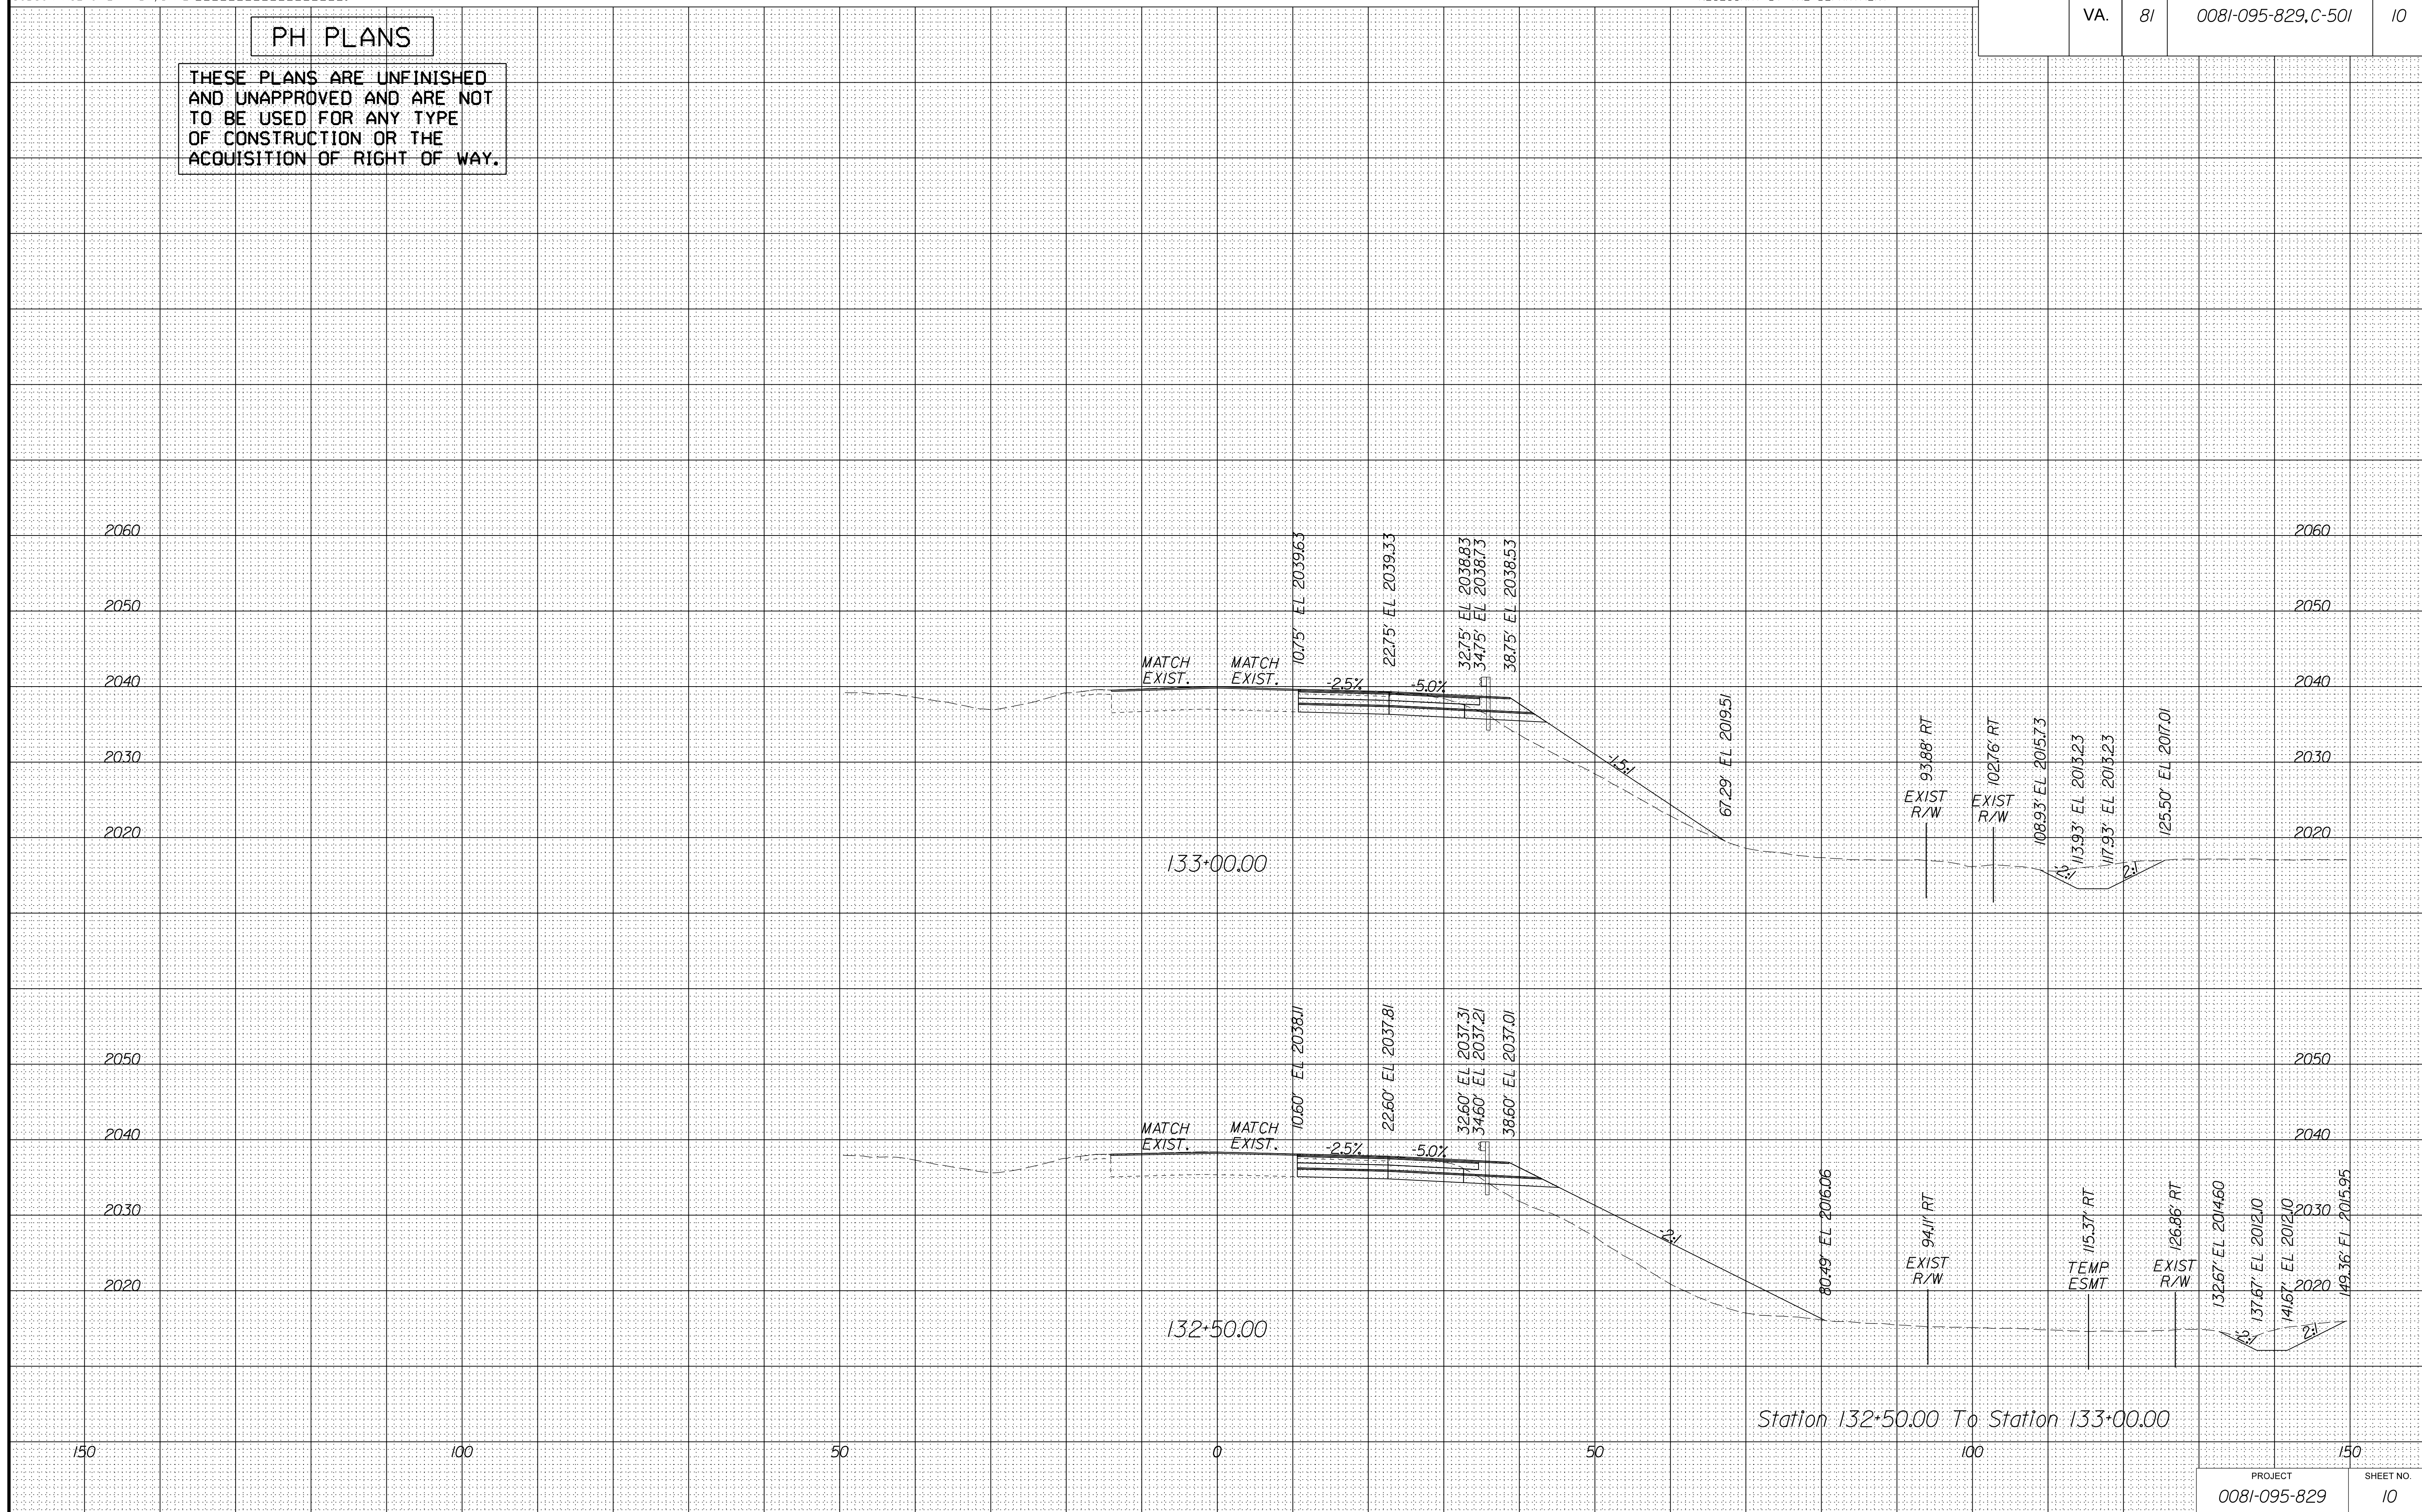 VA. 81 0081-095-829, C-501 10
PH PLANS
THESE PLANS ARE UNFINISHED
AND UNAPPROVED AND ARE NOT
TO BE USED FOR ANY TYPE
OF CONSTRUCTION OR THE
ACQUISITION OF RIGHT OF WAY.
2060 2060
2050 2050
2040 2040
2030 2030
2020 2020
10.75' EL 2039.63
22.75' EL 2039.33
32.75' EL 2038.83
34.75' EL 2038.73
38.75' EL 2038.53
MATCH
EXIST.
MATCH
EXIST.
-2.5%
-5.0%
-1.5:1
67.29' EL 2019.51
93.88' RT
EXIST
R/W
102.76' RT
EXIST
R/W
108.93' EL 2015.73
113.93' EL 2013.23
117.93' EL 2013.23
125.50' EL 2017.01
-2:1
2:1
133+00.00
2050 2050
2040 2040
2030 2030
2020 2020
10.60' EL 2038.11
22.60' EL 2037.81
32.60' EL 2037.31
34.60' EL 2037.21
38.60' EL 2037.01
MATCH
EXIST.
MATCH
EXIST.
-2.5%
-5.0%
-2:1
80.49' EL 2016.06
94.11' RT
EXIST
R/W
115.37' RT
TEMP
ESMT
126.86' RT
EXIST
R/W
132.67' EL 2014.60
137.67' EL 2012.10
141.67' EL 2012.10
149.36' EL 2015.95
-2:1
2:1
132+50.00
Station 132+50.00 To Station 133+00.00
150 100 50 0 50 100 150
PROJECT SHEET NO.
0081-095-829 10